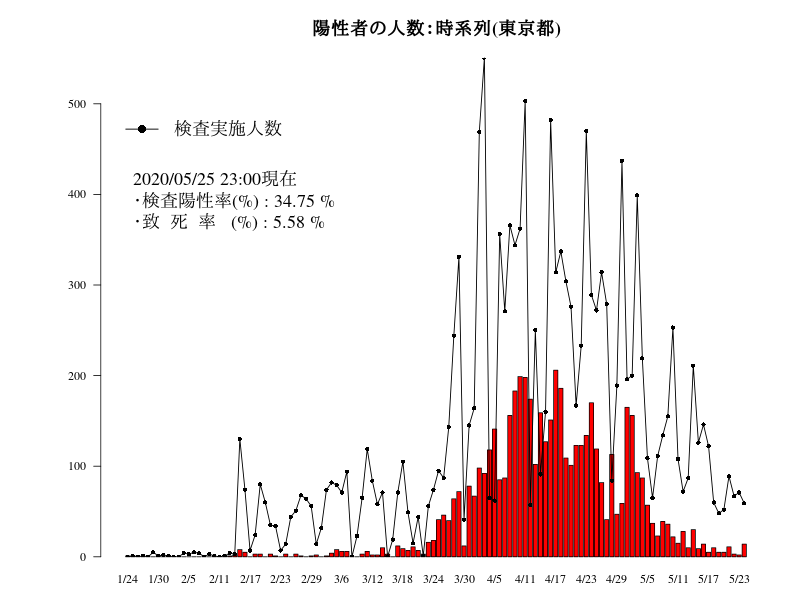 陽性者の人数:時系列(東京都)
500
400
300
200
100
0
検査実施人数
2020/05/25 23:00現在
・検査陽性率(%) : 34.75 %
・致 死 率 (%) : 5.58 %
1/24 1/30 2/5 2/11 2/17 2/23 2/29 3/6 3/12 3/18 3/24 3/30 4/5 4/11 4/17 4/23 4/29 5/5 5/11 5/17 5/23